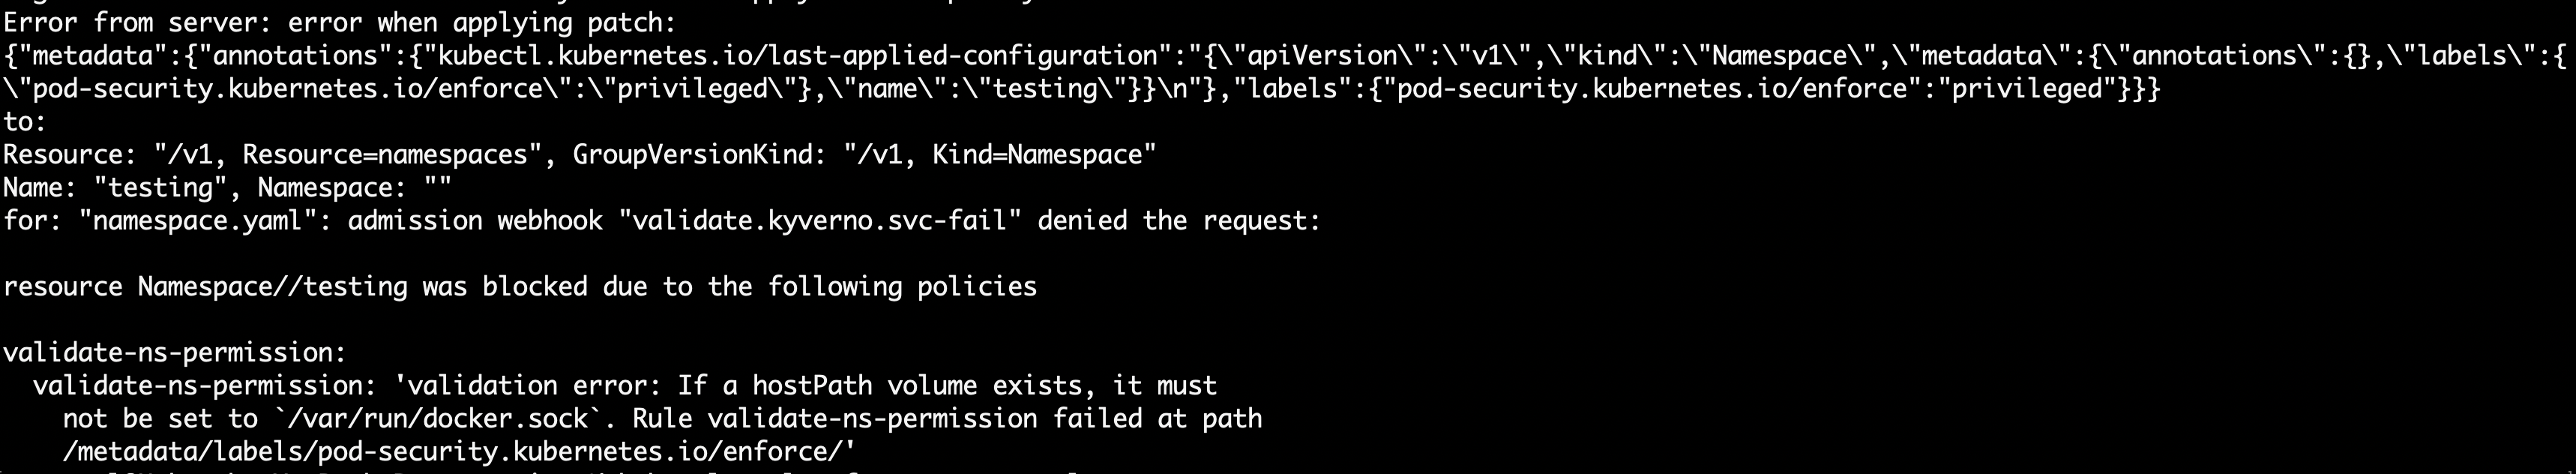 Error from server: error when applying patch:
{"metadata":{"annotations":{"kubectl.kubernetes.io/last-applied-configuration":"{\"apiVersion\":\"v1\",\"kind\":\"Namespace\",\"metadata\":{\"annotations\":{},\"labels\":{
\"pod-security.kubernetes.io/enforce\":\"privileged\"},\"name\":\"testing\"}}\n"},"labels":{"pod-security.kubernetes.io/enforce":"privileged"}}}
to:
Resource: "/v1, Resource=namespaces", GroupVersionKind: "/v1, Kind=Namespace"
Name: "testing", Namespace: ""
for: "namespace.yaml": admission webhook "validate.kyverno.svc-fail" denied the request:
resource Namespace//testing was blocked due to the following policies
validate-ns-permission:
validate-ns-permission: 'validation error: If a hostPath volume exists, it must
not be set to `/var/run/docker.sock`. Rule validate-ns-permission failed at path
/metadata/labels/pod-security.kubernetes.io/enforce/'